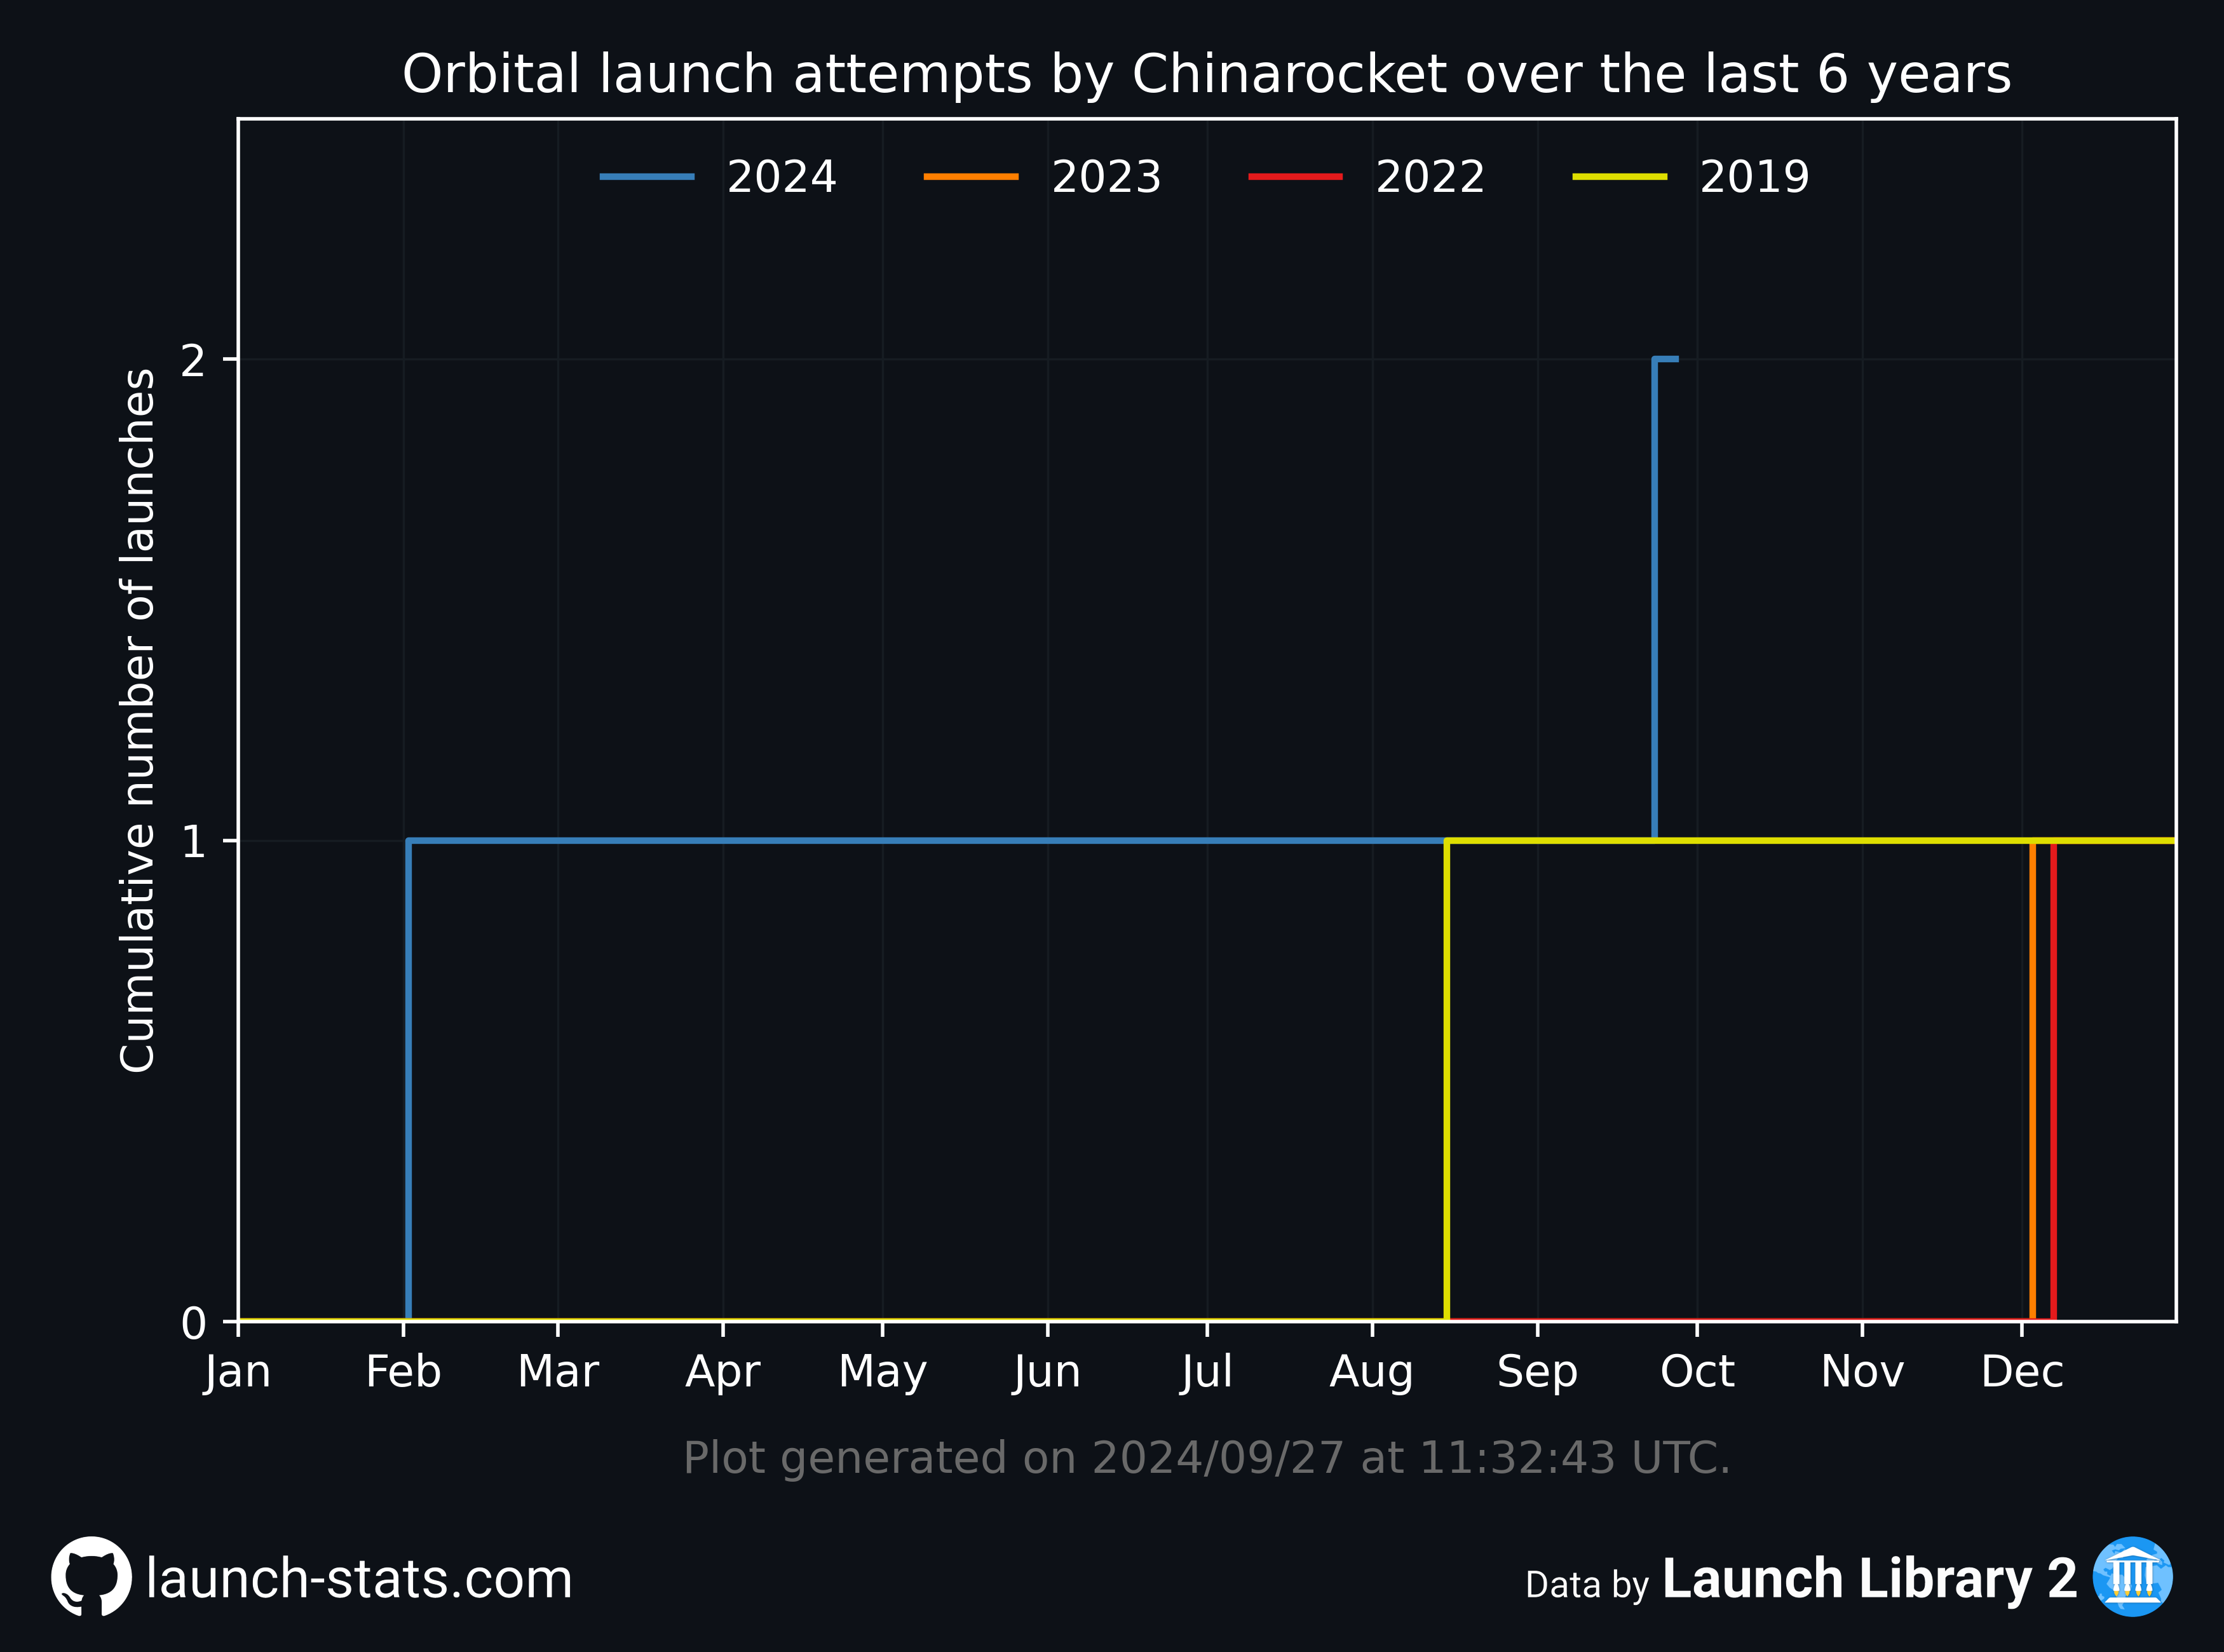 Orbital launch attempts by Chinarocket over the last 6 years
2024 2023 2022 2019
Cumulative number of launches
2
1
0
Jan Feb Mar Apr May Jun Jul Aug Sep Oct Nov Dec
Plot generated on 2024/09/27 at 11:32:43 UTC.
launch-stats.com
Data by Launch Library 2